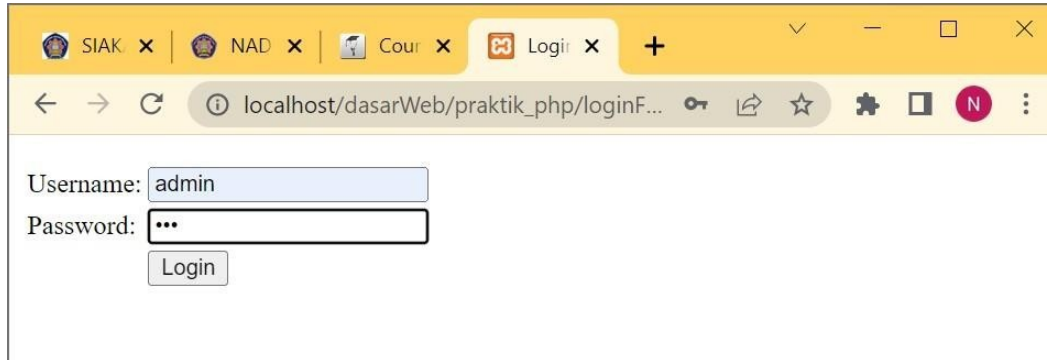 SIAK NAD Cour Login
localhost/dasarWeb/praktik_php/loginF... N
Username: admin
Password: •••
Login